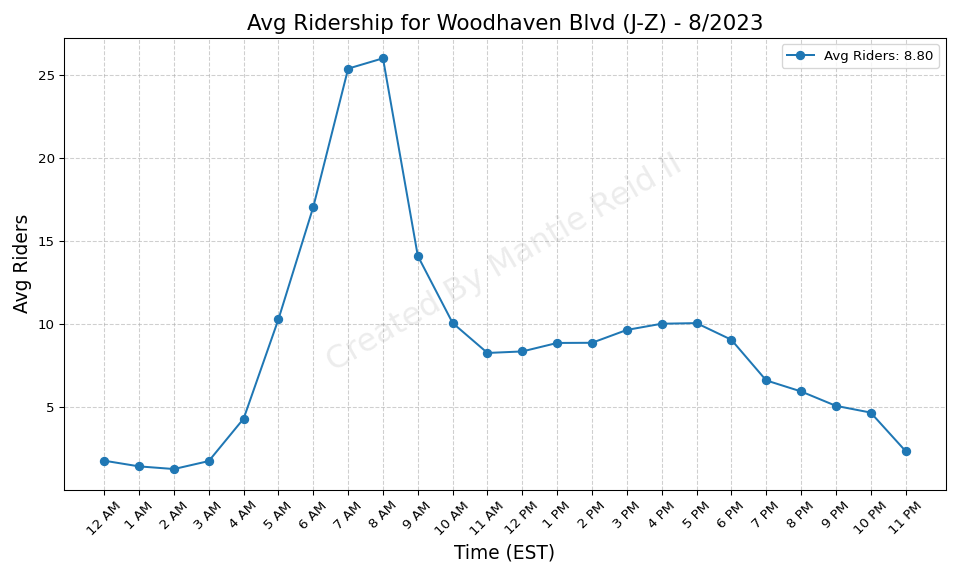 Avg Ridership for Woodhaven Blvd (J-Z) - 8/2023
Avg Riders: 8.80
Avg Riders
25
20
15
10
5
Created By Mantie Reid II
12 AM
1 AM
2 AM
3 AM
4 AM
5 AM
6 AM
7 AM
8 AM
9 AM
10 AM
11 AM
12 PM
1 PM
2 PM
3 PM
4 PM
5 PM
6 PM
7 PM
8 PM
9 PM
10 PM
11 PM
Time (EST)